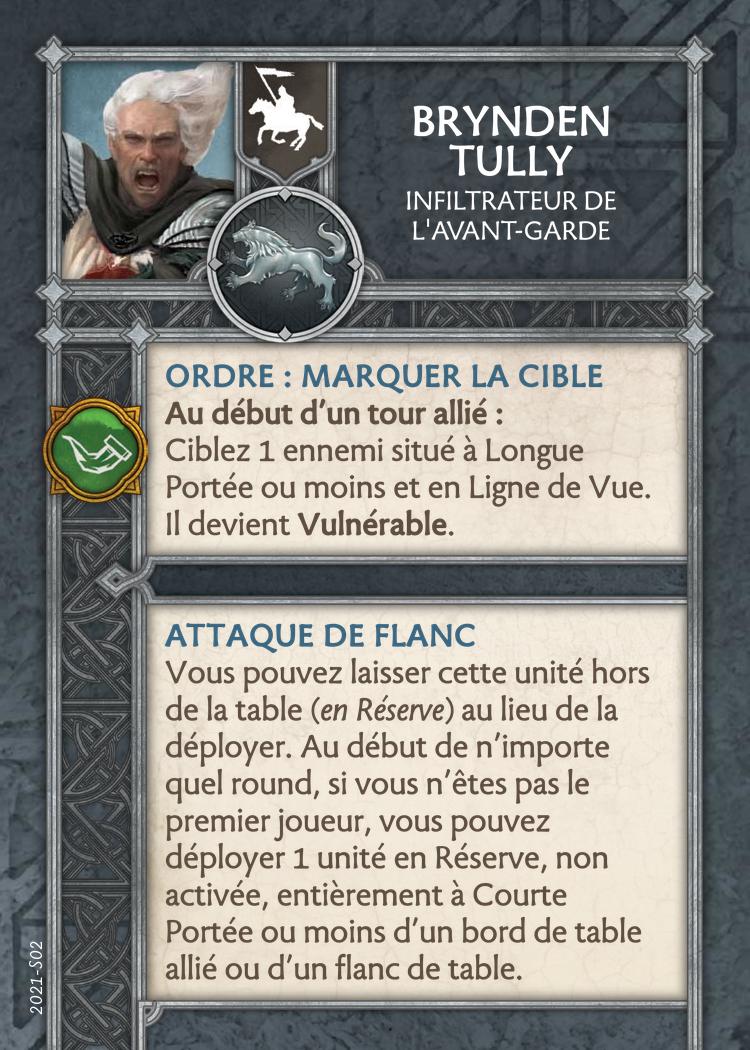 BRYNDEN
TULLY
INFILTRATEUR DE
L'AVANT-GARDE
ORDRE : MARQUER LA CIBLE
Au début d'un tour allié :
Ciblez 1 ennemi situé à Longue
Portée ou moins et en Ligne de Vue.
Il devient Vulnérable.
ATTAQUE DE FLANC
Vous pouvez laisser cette unité hors
de la table (en Réserve) au lieu de la
déployer. Au début de n'importe
quel round, si vous n'êtes pas le
premier joueur, vous pouvez
déployer 1 unité en Réserve, non
activée, entièrement à Courte
Portée ou moins d'un bord de table
allié ou d'un flanc de table.
2021-S02